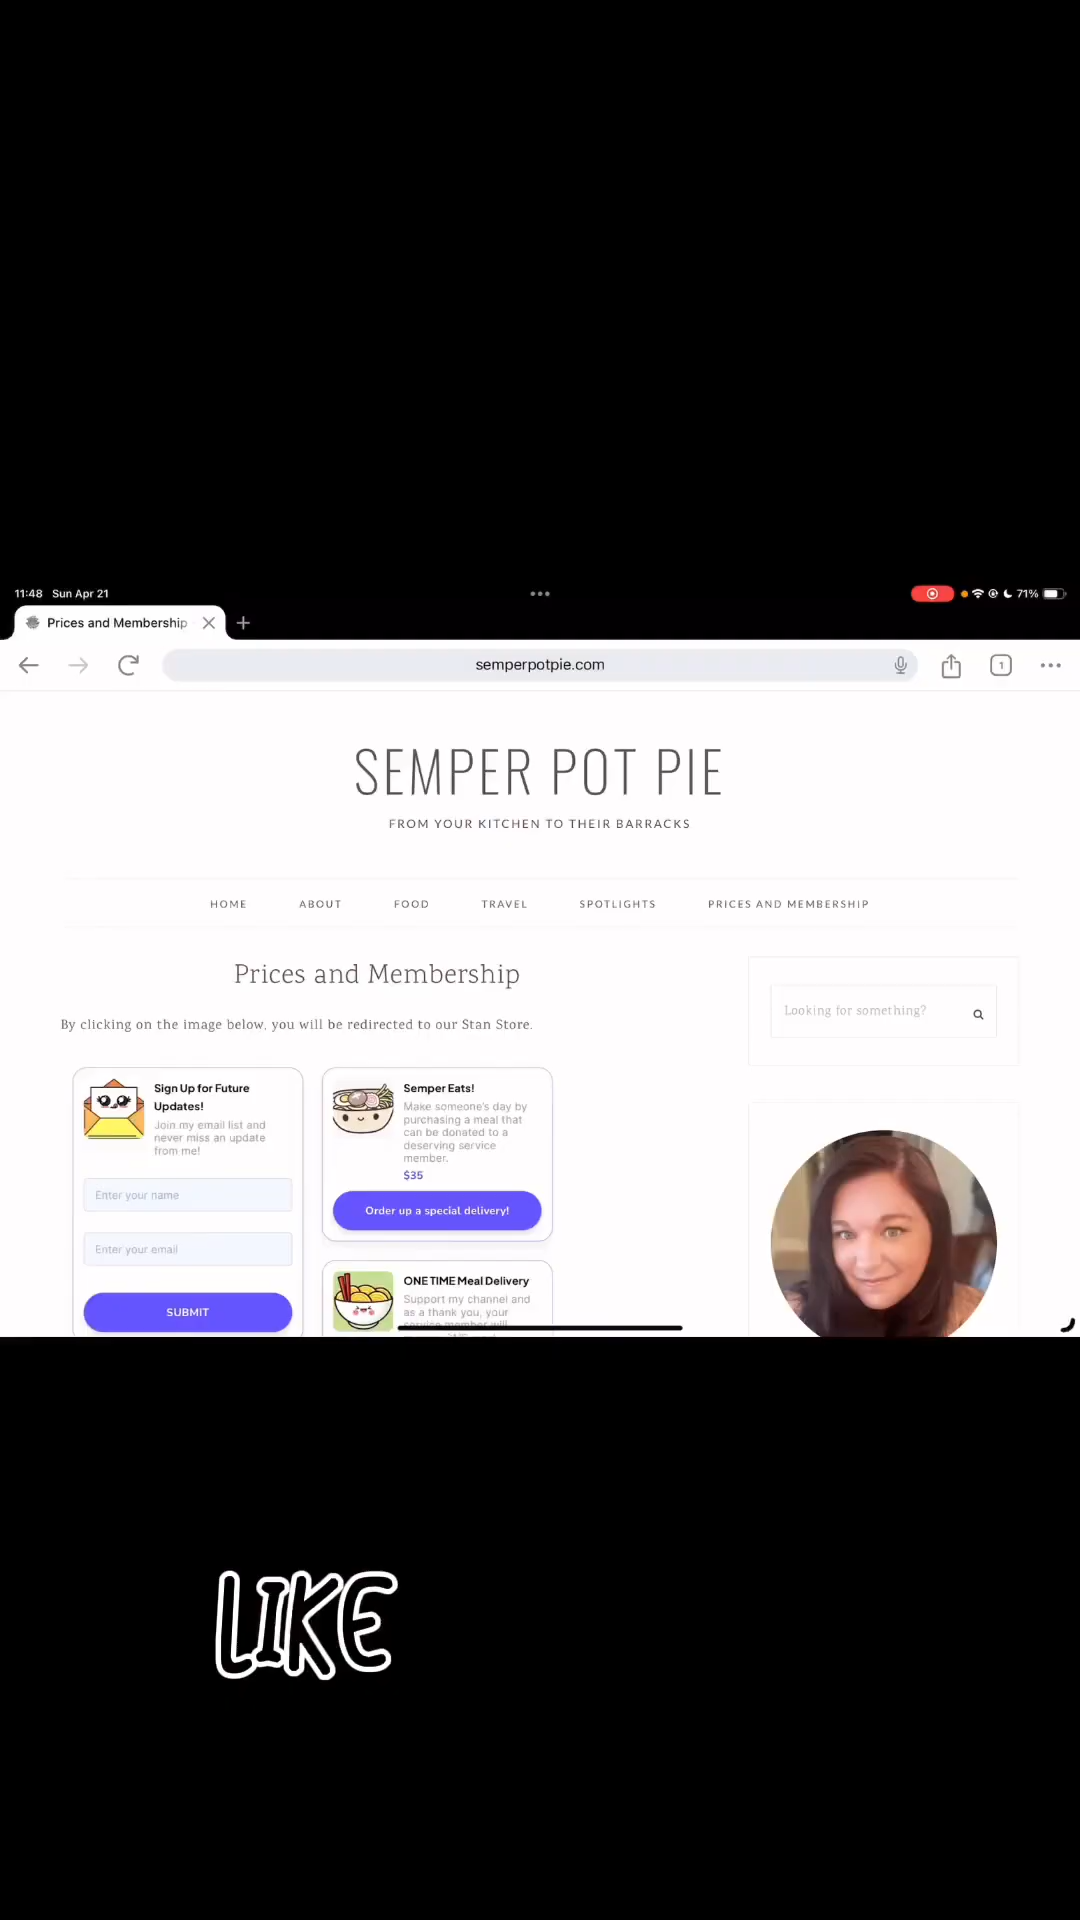 11:48 Sun Apr 21
71%
Prices and Membership
semperpotpie.com
1
SEMPER POT PIE
FROM YOUR KITCHEN TO THEIR BARRACKS
HOME ABOUT FOOD TRAVEL SPOTLIGHTS PRICES AND MEMBERSHIP
Prices and Membership
By clicking on the image below, you will be redirected to our Stan Store.
Sign Up for Future
Updates!
Join my email list and
never miss an update
from me!
Enter your name
Enter your email
SUBMIT
Semper Eats!
Make someone's day by
purchasing a meal that
can be donated to a
deserving service
member.
$35
Order up a special delivery!
ONE TIME Meal Delivery
Support my channel and
as a thank you, your
service member will
Looking for something?
LIKE